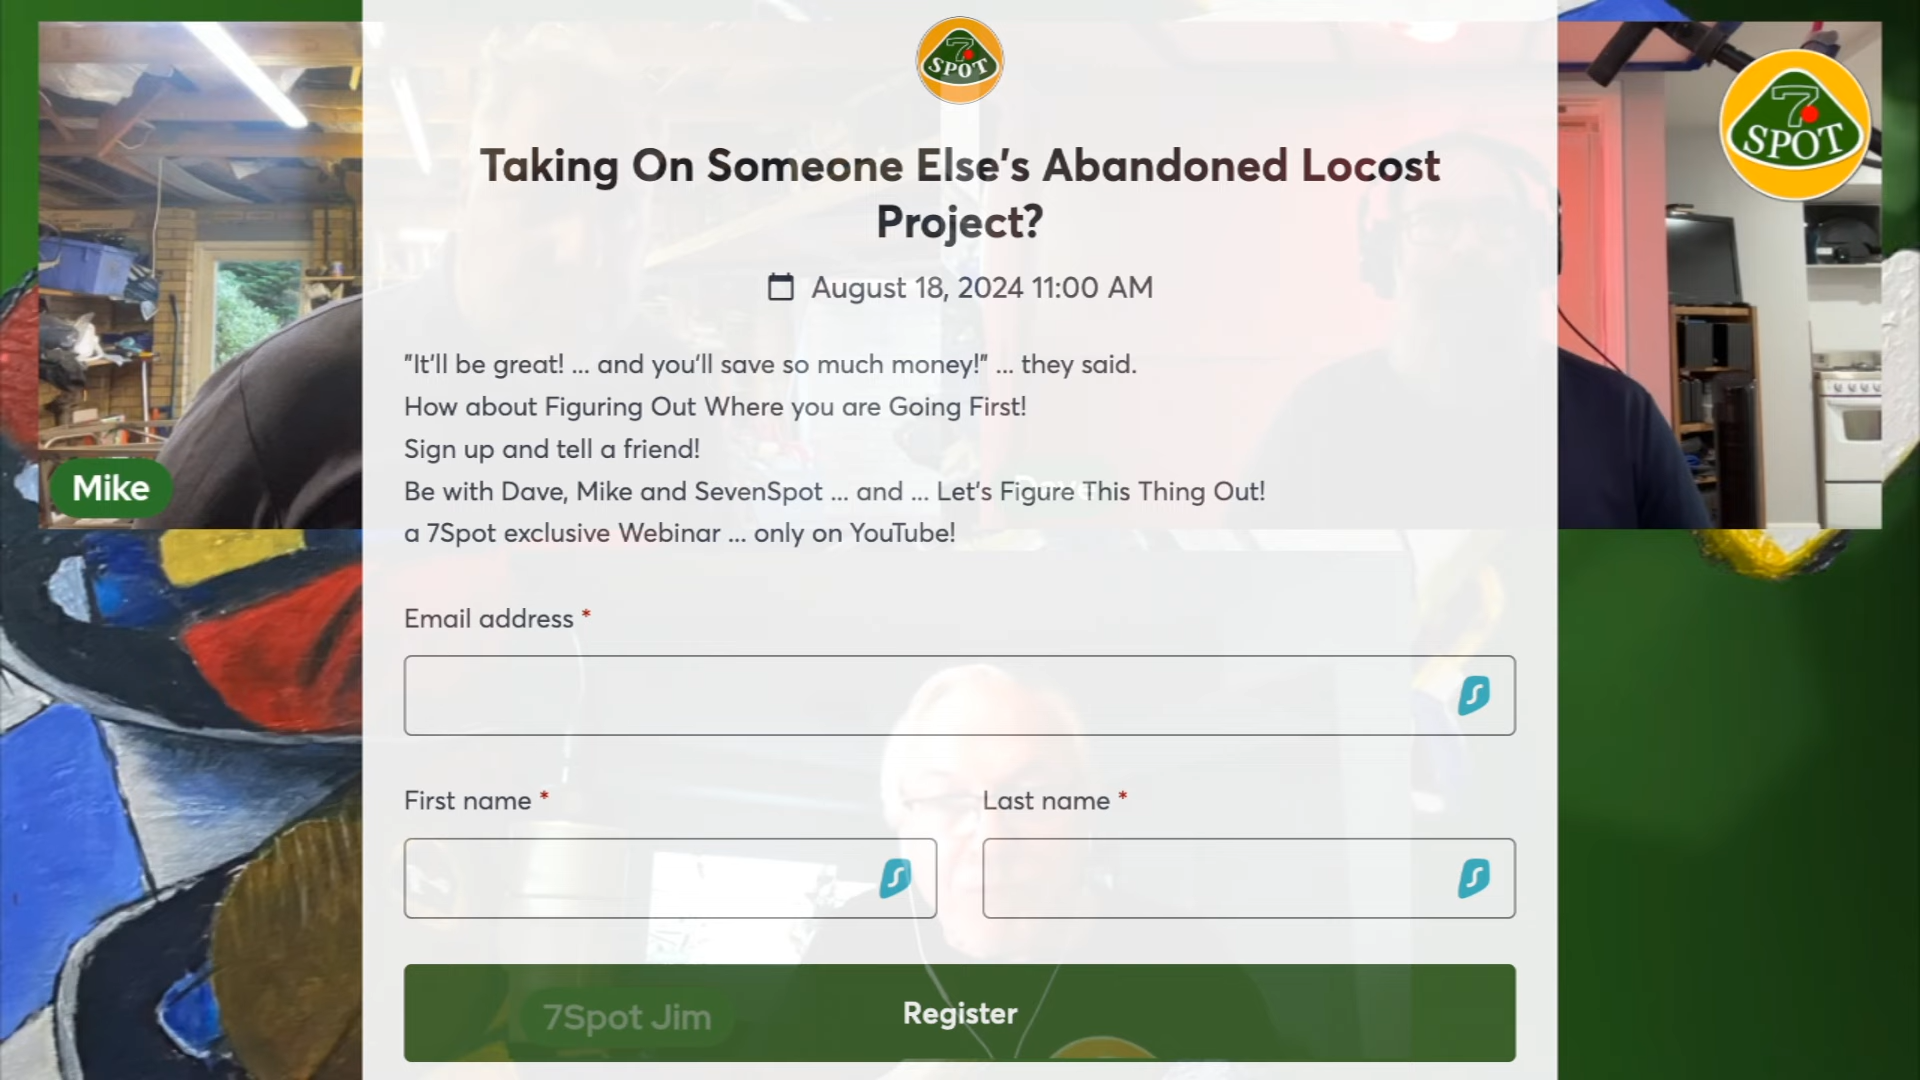 7
SPOT
7
SPOT
Taking On Someone Else's Abandoned Locost
Project?
August 18, 2024 11:00 AM
"It'll be great! ... and you'll save so much money!" ... they said.
How about Figuring Out Where you are Going First!
Sign up and tell a friend!
Mike
Be with Dave, Mike and SevenSpot ... and ... Let's Figure This Thing Out!
a 7Spot exclusive Webinar ... only on YouTube!
Email address *
First name *
Last name *
7Spot Jim
Register